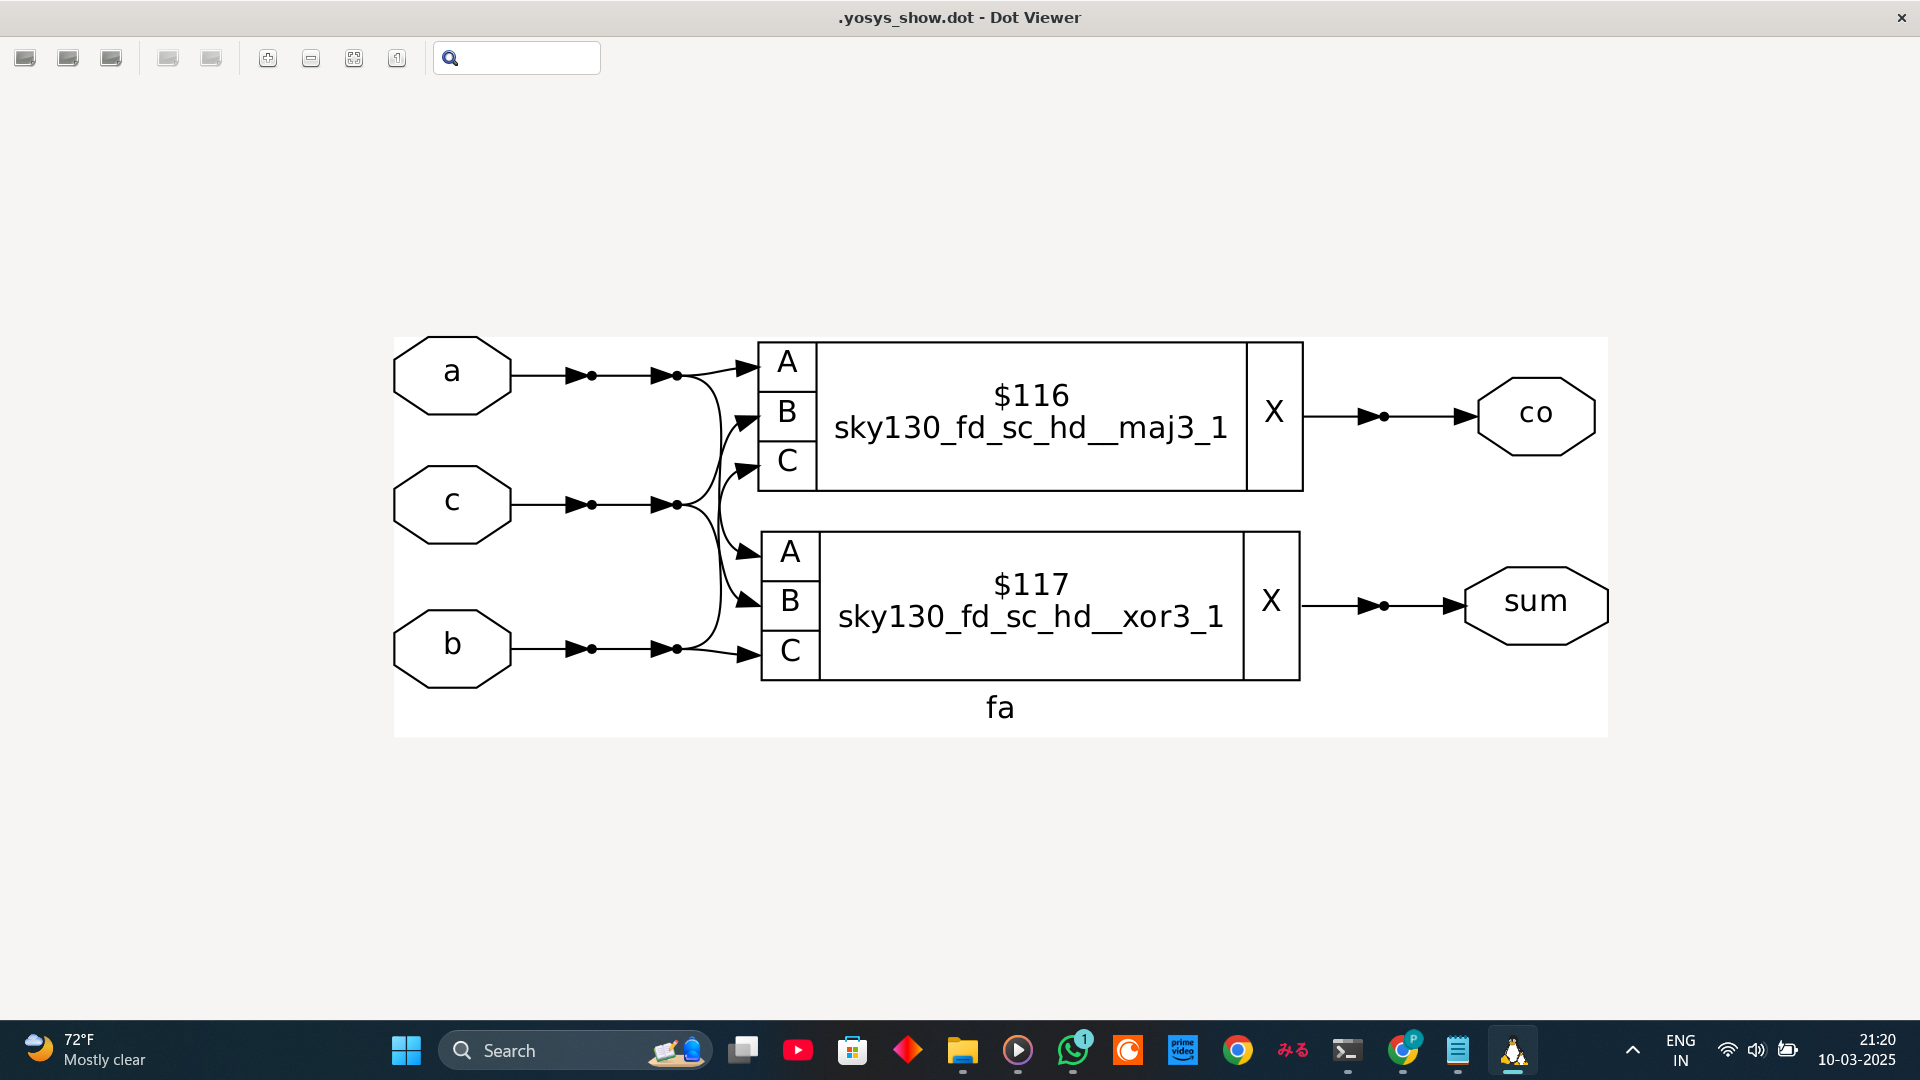 .yosys_show.dot - Dot Viewer
a
c
b
A
B
C
$116
sky130_fd_sc_hd__maj3_1
X
co
A
B
C
$117
sky130_fd_sc_hd__xor3_1
X
sum
fa
72°F
Mostly clear
Search
1
prime video
みる
P
ENG
IN
21:20
10-03-2025